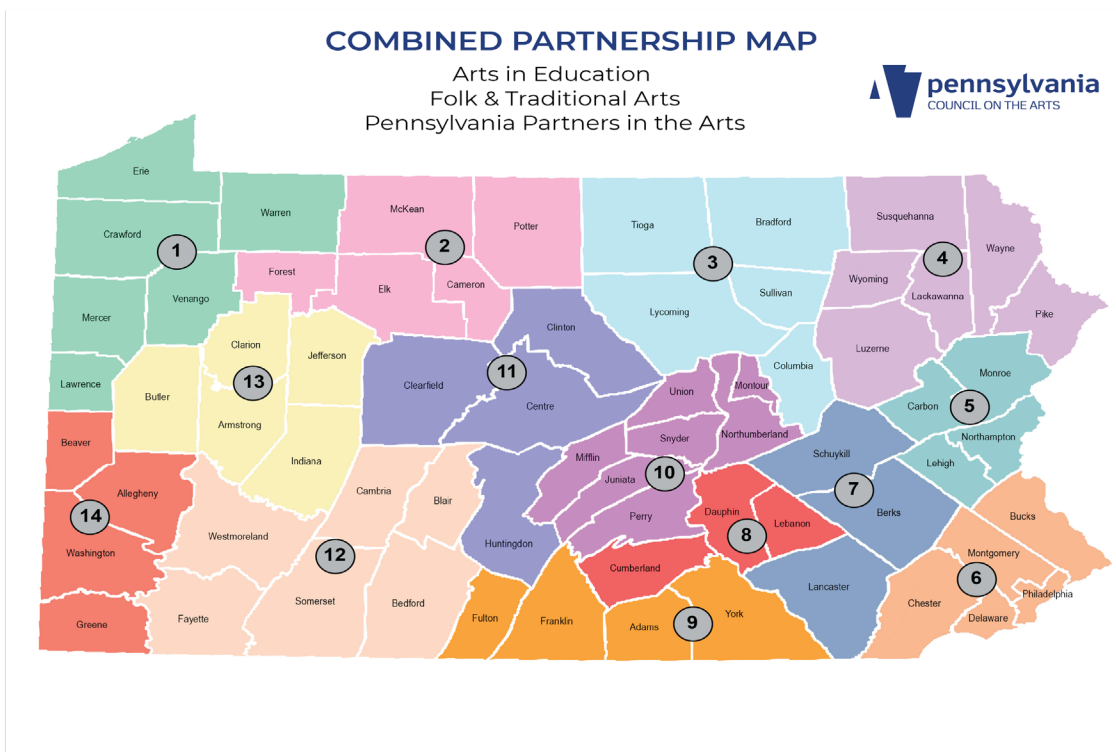 COMBINED PARTNERSHIP MAP
Arts in Education
Folk & Traditional Arts
Pennsylvania Partners in the Arts
pennsylvania
COUNCIL ON THE ARTS
Erie
Warren
McKean
Potter
Tioga
Bradford
Susquehanna
Wayne
Crawford
1
2
3
4
Forest
Elk
Cameron
Venango
Mercer
Lycoming
Sullivan
Wyoming
Lackawanna
Pike
Clarion
Jefferson
Clinton
Luzerne
Lawrence
Butler
13
Clearfield
11
Centre
Columbia
Monroe
Carbon
5
Union
Montour
Armstrong
Beaver
Indiana
Snyder
Northumberland
Mifflin
Juniata
10
Schuykill
Northampton
Lehigh
Allegheny
14
Washington
Cambria
Blair
Perry
Dauphin
8
Lebanon
7
Berks
Bucks
Westmoreland
12
Huntingdon
Cumberland
Montgomery
6
Philadelphia
Lancaster
Chester
Delaware
Greene
Fayette
Somerset
Bedford
Fulton
Franklin
Adams
9
York